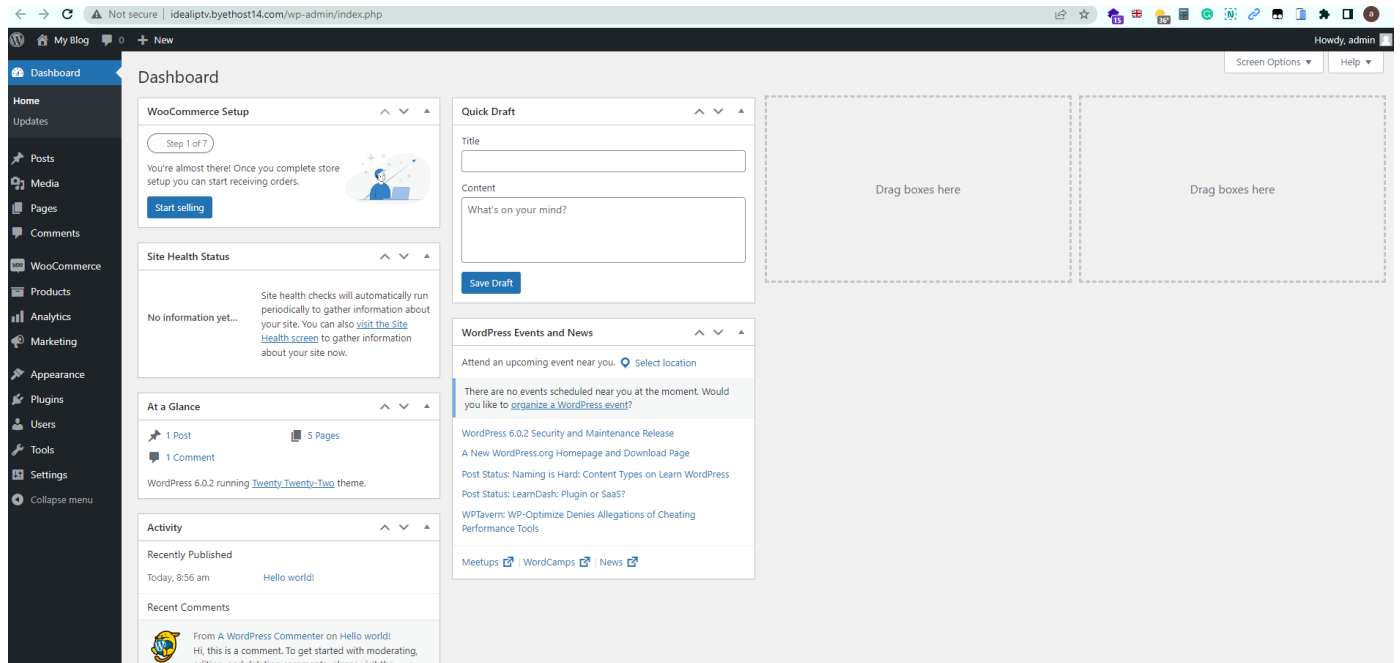 Not secure | idealiptv.byethost14.com/wp-admin/index.php
15
36°
a
My Blog 0 + New
Howdy, admin
Screen Options ▼ Help ▼
Dashboard
Home
Updates
Posts
Media
Pages
Comments
WooCommerce
Products
Analytics
Marketing
Appearance
Plugins
Users
Tools
Settings
Collapse menu
Dashboard
WooCommerce Setup
Step 1 of 7
You're almost there! Once you complete store
setup you can start receiving orders.
Start selling
Site Health Status
No information yet...
Site health checks will automatically run
periodically to gather information about
your site. You can also visit the Site
Health screen to gather information
about your site now.
At a Glance
1 Post 5 Pages
1 Comment
WordPress 6.0.2 running Twenty Twenty-Two theme.
Activity
Recently Published
Today, 8:56 am Hello world!
Recent Comments
From A WordPress Commenter on Hello world!
Hi, this is a comment. To get started with moderating,
Quick Draft
Title
Content
What's on your mind?
Save Draft
WordPress Events and News
Attend an upcoming event near you. Select location
There are no events scheduled near you at the moment. Would
you like to organize a WordPress event?
WordPress 6.0.2 Security and Maintenance Release
A New WordPress.org Homepage and Download Page
Post Status: Naming is Hard: Content Types on Learn WordPress
Post Status: LearnDash: Plugin or SaaS?
WPTavern: WP-Optimize Denies Allegations of Cheating
Performance Tools
Meetups | WordCamps | News
Drag boxes here
Drag boxes here